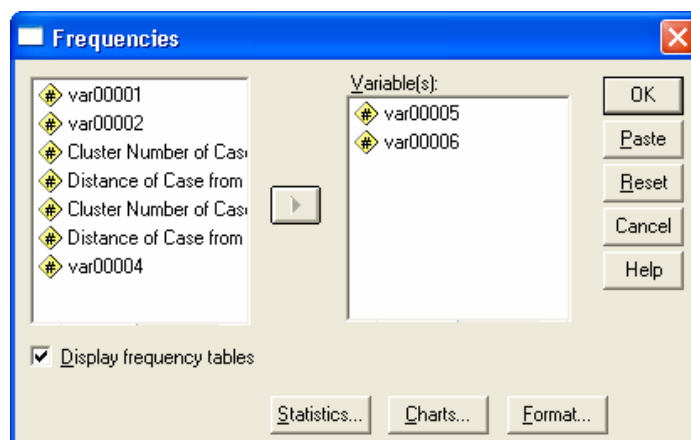 Frequencies
var00001
var00002
Cluster Number of Cas
Distance of Case from
Cluster Number of Cas
Distance of Case from
var00004
Variable(s):
var00005
var00006
OK
Paste
Reset
Cancel
Help
Display frequency tables
Statistics...
Charts...
Format...